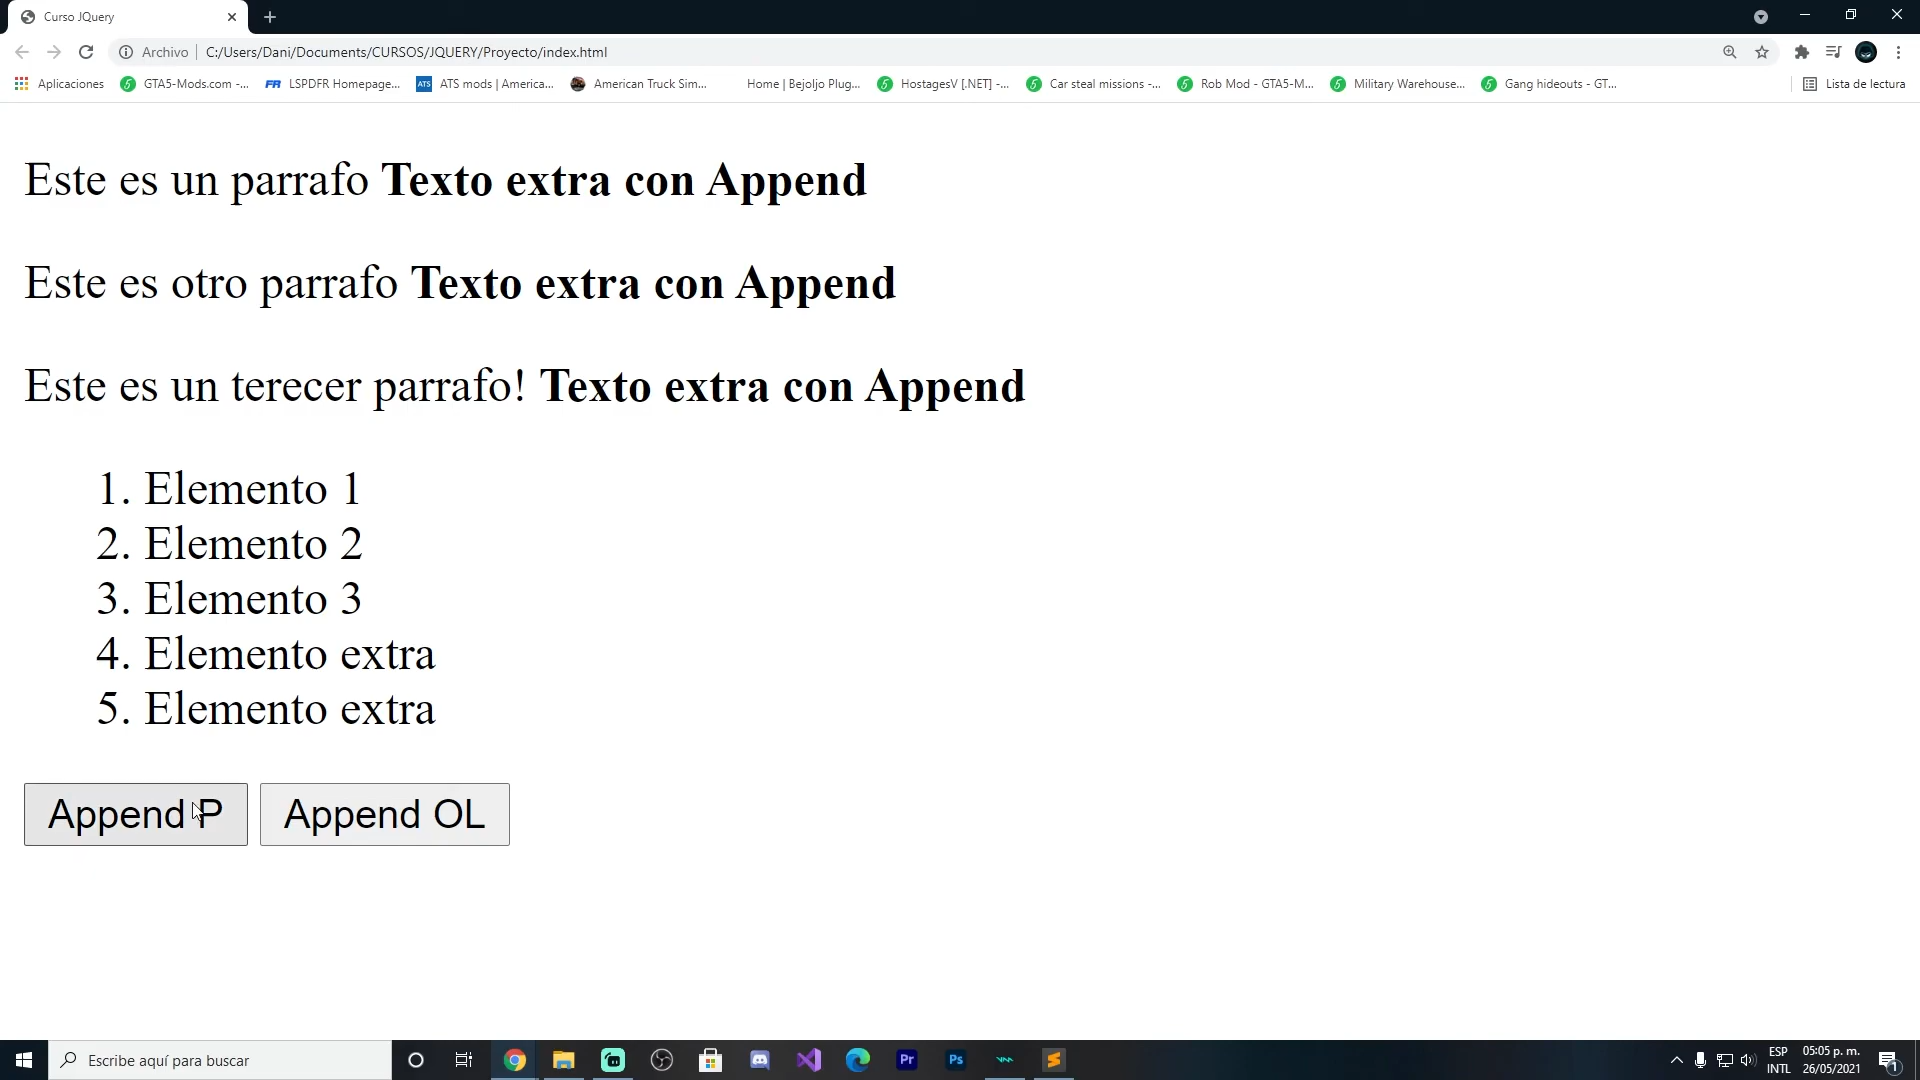 Curso JQuery
Archivo C:/Users/Dani/Documents/CURSOS/JQUERY/Proyecto/index.html
Aplicaciones GTA5-Mods.com -... LSPDFR Homepage... ATS ATS mods | America... American Truck Sim... Home | Bejoljo Plug... HostagesV [.NET] -... Car steal missions -... Rob Mod - GTA5-M... Military Warehouse... Gang hideouts - GT... Lista de lectura
Este es un parrafo Texto extra con Append
Este es otro parrafo Texto extra con Append
Este es un terecer parrafo! Texto extra con Append
1. Elemento 1
2. Elemento 2
3. Elemento 3
4. Elemento extra
5. Elemento extra
Append P Append OL
Escribe aquí para buscar Pr Ps ESP 05:05 p. m.
INTL 26/05/2021 1